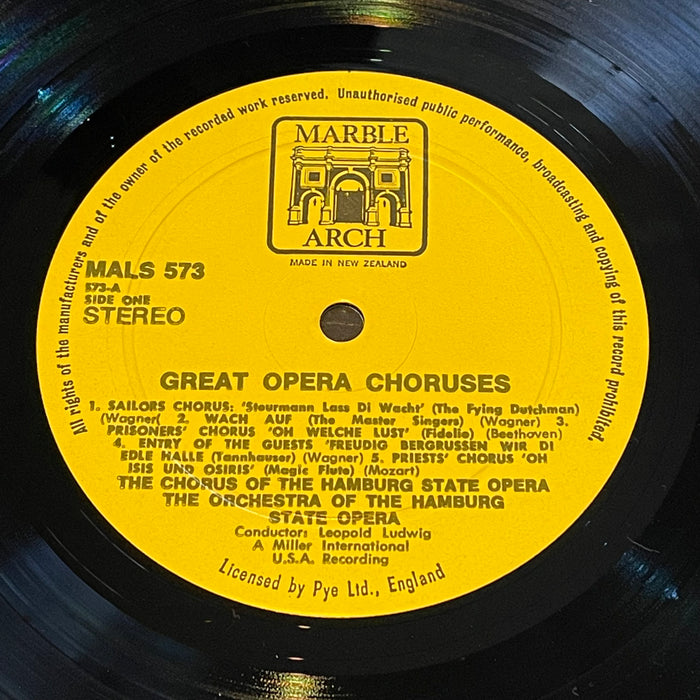 All rights of the manufacturers and of the owner of the recorded work reserved. Unauthorised public performance, broadcasting and copying of this record prohibited.
MARBLE
ARCH
MADE IN NEW ZEALAND
MALS 573
573-A
SIDE ONE
STEREO
GREAT OPERA CHORUSES
1. SAILORS CHORUS: 'Steurmann Lass Di Wacht' (The Fying Dutchman)
(Wagner( 2. WACH AUF (The Master Singers) (Wagner) 3.
PRISONERS' CHORUS 'OH WELCHE LUST' (Fidelio) (Beethoven)
4. ENTRY OF THE GUESTS 'FREUDIG BERGRUSSEN WIR DI
EDLE HALLE (Tannhauser) (Wagner) 5. PRIESTS' CHORUS 'OH
ISIS UND OSIRIS' (Magic Flute) (Mozart)
THE CHORUS OF THE HAMBURG STATE OPERA
THE ORCHESTRA OF THE HAMBURG
STATE OPERA
Conductor: Leopold Ludwig
A Miller International
U.S.A. Recording
Licensed by Pye Ltd., England